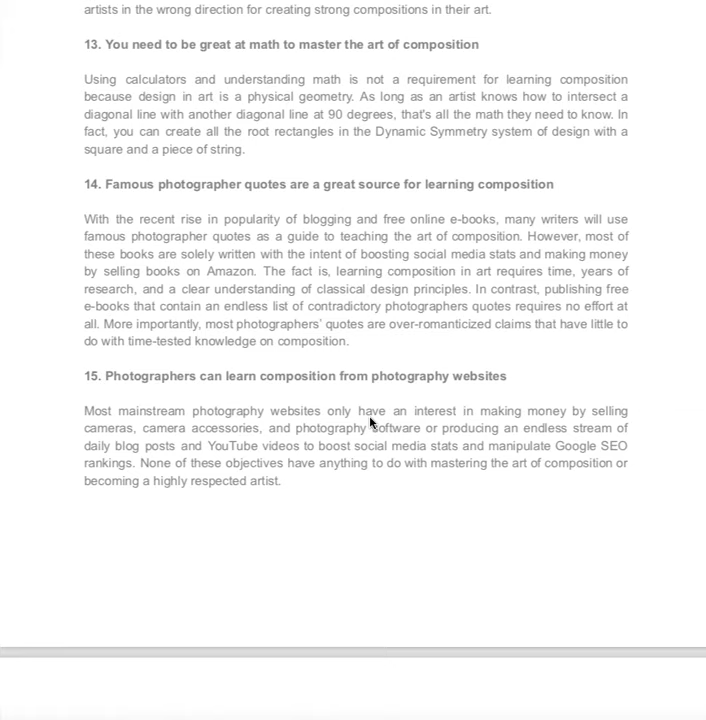 artists in the wrong direction for creating strong compositions in their art.
13. You need to be great at math to master the art of composition
Using calculators and understanding math is not a requirement for learning composition
because design in art is a physical geometry. As long as an artist knows how to intersect a
diagonal line with another diagonal line at 90 degrees, that's all the math they need to know. In
fact, you can create all the root rectangles in the Dynamic Symmetry system of design with a
square and a piece of string.
14. Famous photographer quotes are a great source for learning composition
With the recent rise in popularity of blogging and free online e-books, many writers will use
famous photographer quotes as a guide to teaching the art of composition. However, most of
these books are solely written with the intent of boosting social media stats and making money
by selling books on Amazon. The fact is, learning composition in art requires time, years of
research, and a clear understanding of classical design principles. In contrast, publishing free
e-books that contain an endless list of contradictory photographers quotes requires no effort at
all. More importantly, most photographers' quotes are over-romanticized claims that have little to
do with time-tested knowledge on composition.
15. Photographers can learn composition from photography websites
Most mainstream photography websites only have an interest in making money by selling
cameras, camera accessories, and photography software or producing an endless stream of
daily blog posts and YouTube videos to boost social media stats and manipulate Google SEO
rankings. None of these objectives have anything to do with mastering the art of composition or
becoming a highly respected artist.